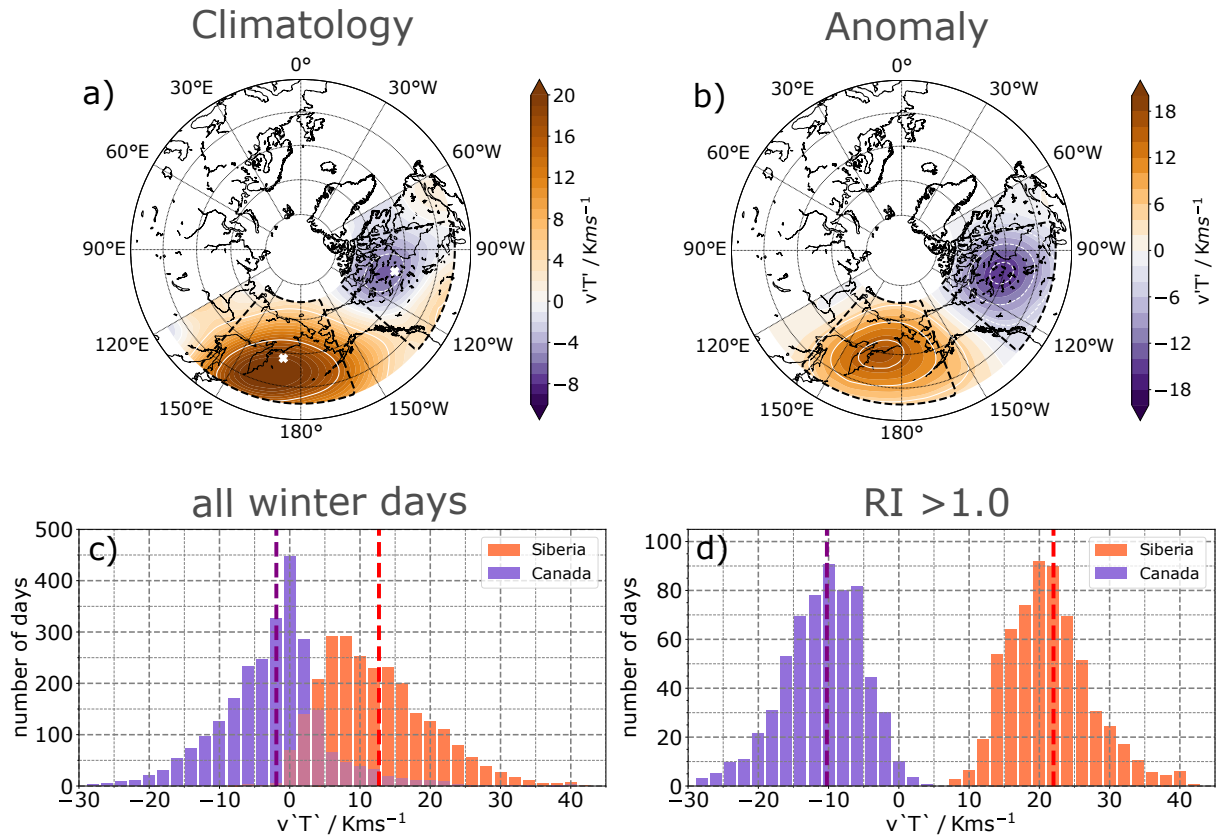 Climatology
Anomaly
a)
0°
30°E
30°W
60°E
60°W
90°E
90°W
120°E
120°W
150°E
150°W
180°
20
16
12
8
4
0
−4
−8
v'T' / Kms⁻¹
b)
0°
30°E
30°W
60°E
60°W
90°E
90°W
120°E
120°W
150°E
150°W
180°
18
12
6
0
−6
−12
−18
v'T' / Kms⁻¹
all winter days
c)
Siberia
Canada
500
400
300
200
100
0
number of days
−30 −20 −10 0 10 20 30 40
v`T` / Kms⁻¹
RI >1.0
d)
Siberia
Canada
100
80
60
40
20
0
number of days
−30 −20 −10 0 10 20 30 40
v`T` / Kms⁻¹